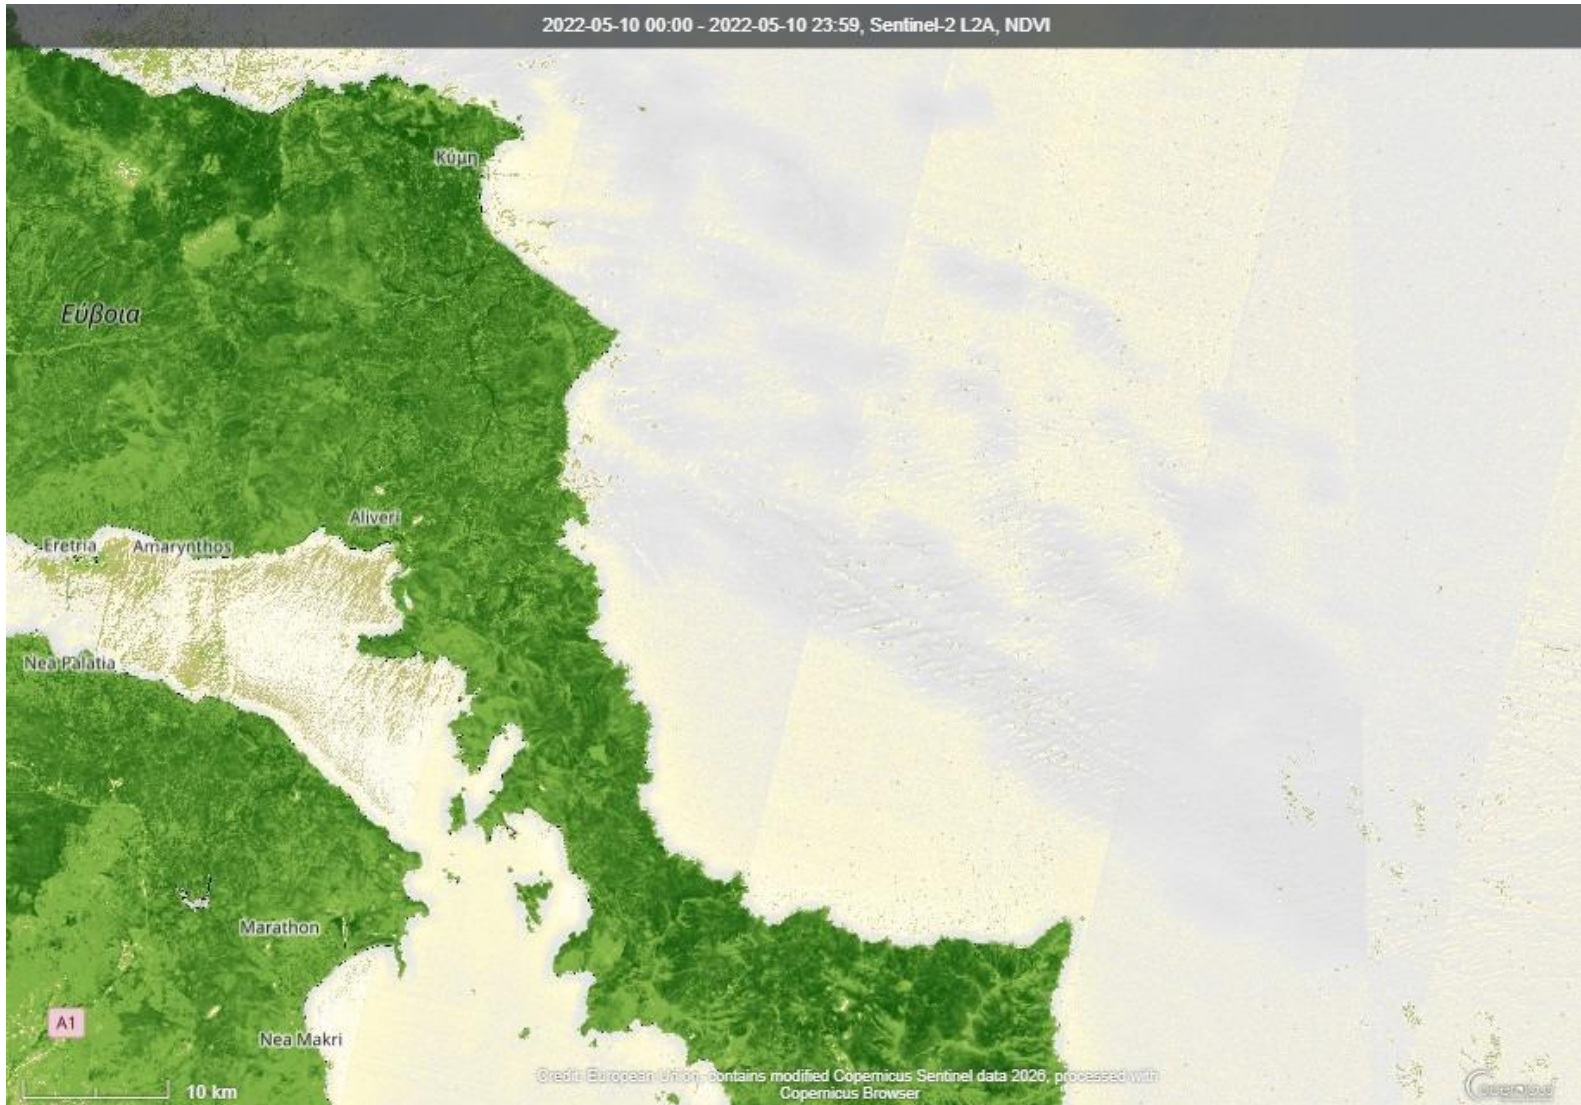 2022-05-10 00:00 - 2022-05-10 23:59, Sentinel-2 L2A, NDVI
Κύμη
Εύβοια
Aliveri
Eretria
Amarynthos
Nea Palatia
Marathon
A1
Nea Makri
Credit: European Union, contains modified Copernicus Sentinel data 2026, processed with
Copernicus Browser
10 km